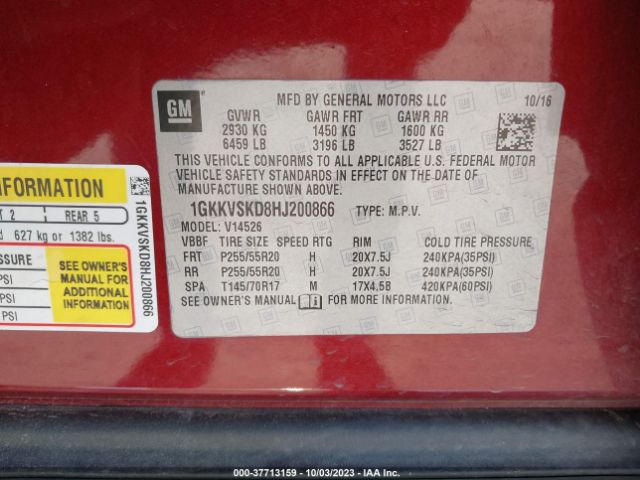 GM
MFD BY GENERAL MOTORS LLC 10/16
GVWR GAWR FRT GAWR RR
2930 KG 1450 KG 1600 KG
6459 LB 3196 LB 3527 LB
THIS VEHICLE CONFORMS TO ALL APPLICABLE U.S. FEDERAL MOTOR
VEHICLE SAFETY STANDARDS IN EFFECT ON THE DATE OF
MANUFACTURE SHOWN ABOVE.
1GKKVSKD8HJ200866 TYPE: M.P.V.
MODEL: V14526
VBBF TIRE SIZE SPEED RTG RIM COLD TIRE PRESSURE
FRT P255/55R20 H 20X7.5J 240KPA(35PSI)
RR P255/55R20 H 20X7.5J 240KPA(35PSI)
SPA T145/70R17 M 17X4.5B 420KPA(60PSI)
SEE OWNER'S MANUAL FOR MORE INFORMATION.
INFORMATION
2 REAR 5
627 kg or 1382 lbs.
SEE OWNER'S
MANUAL FOR
ADDITIONAL
INFORMATION
PSI
PSI
PSI
1GKKVSKD8HJ200866
000-37713159 - 10/03/2023 - IAA Inc.